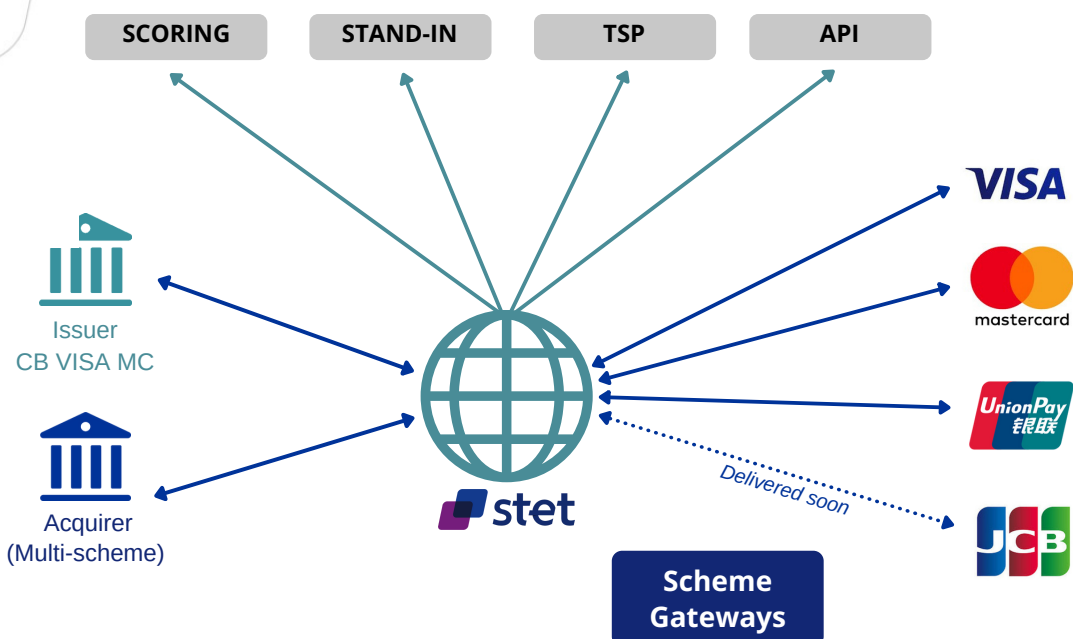 SCORING
STAND-IN
TSP
API
VISA
mastercard
Issuer
CB VISA MC
UnionPay
银联
Delivered soon
stet
Acquirer
(Multi-scheme)
JCB
Scheme
Gateways